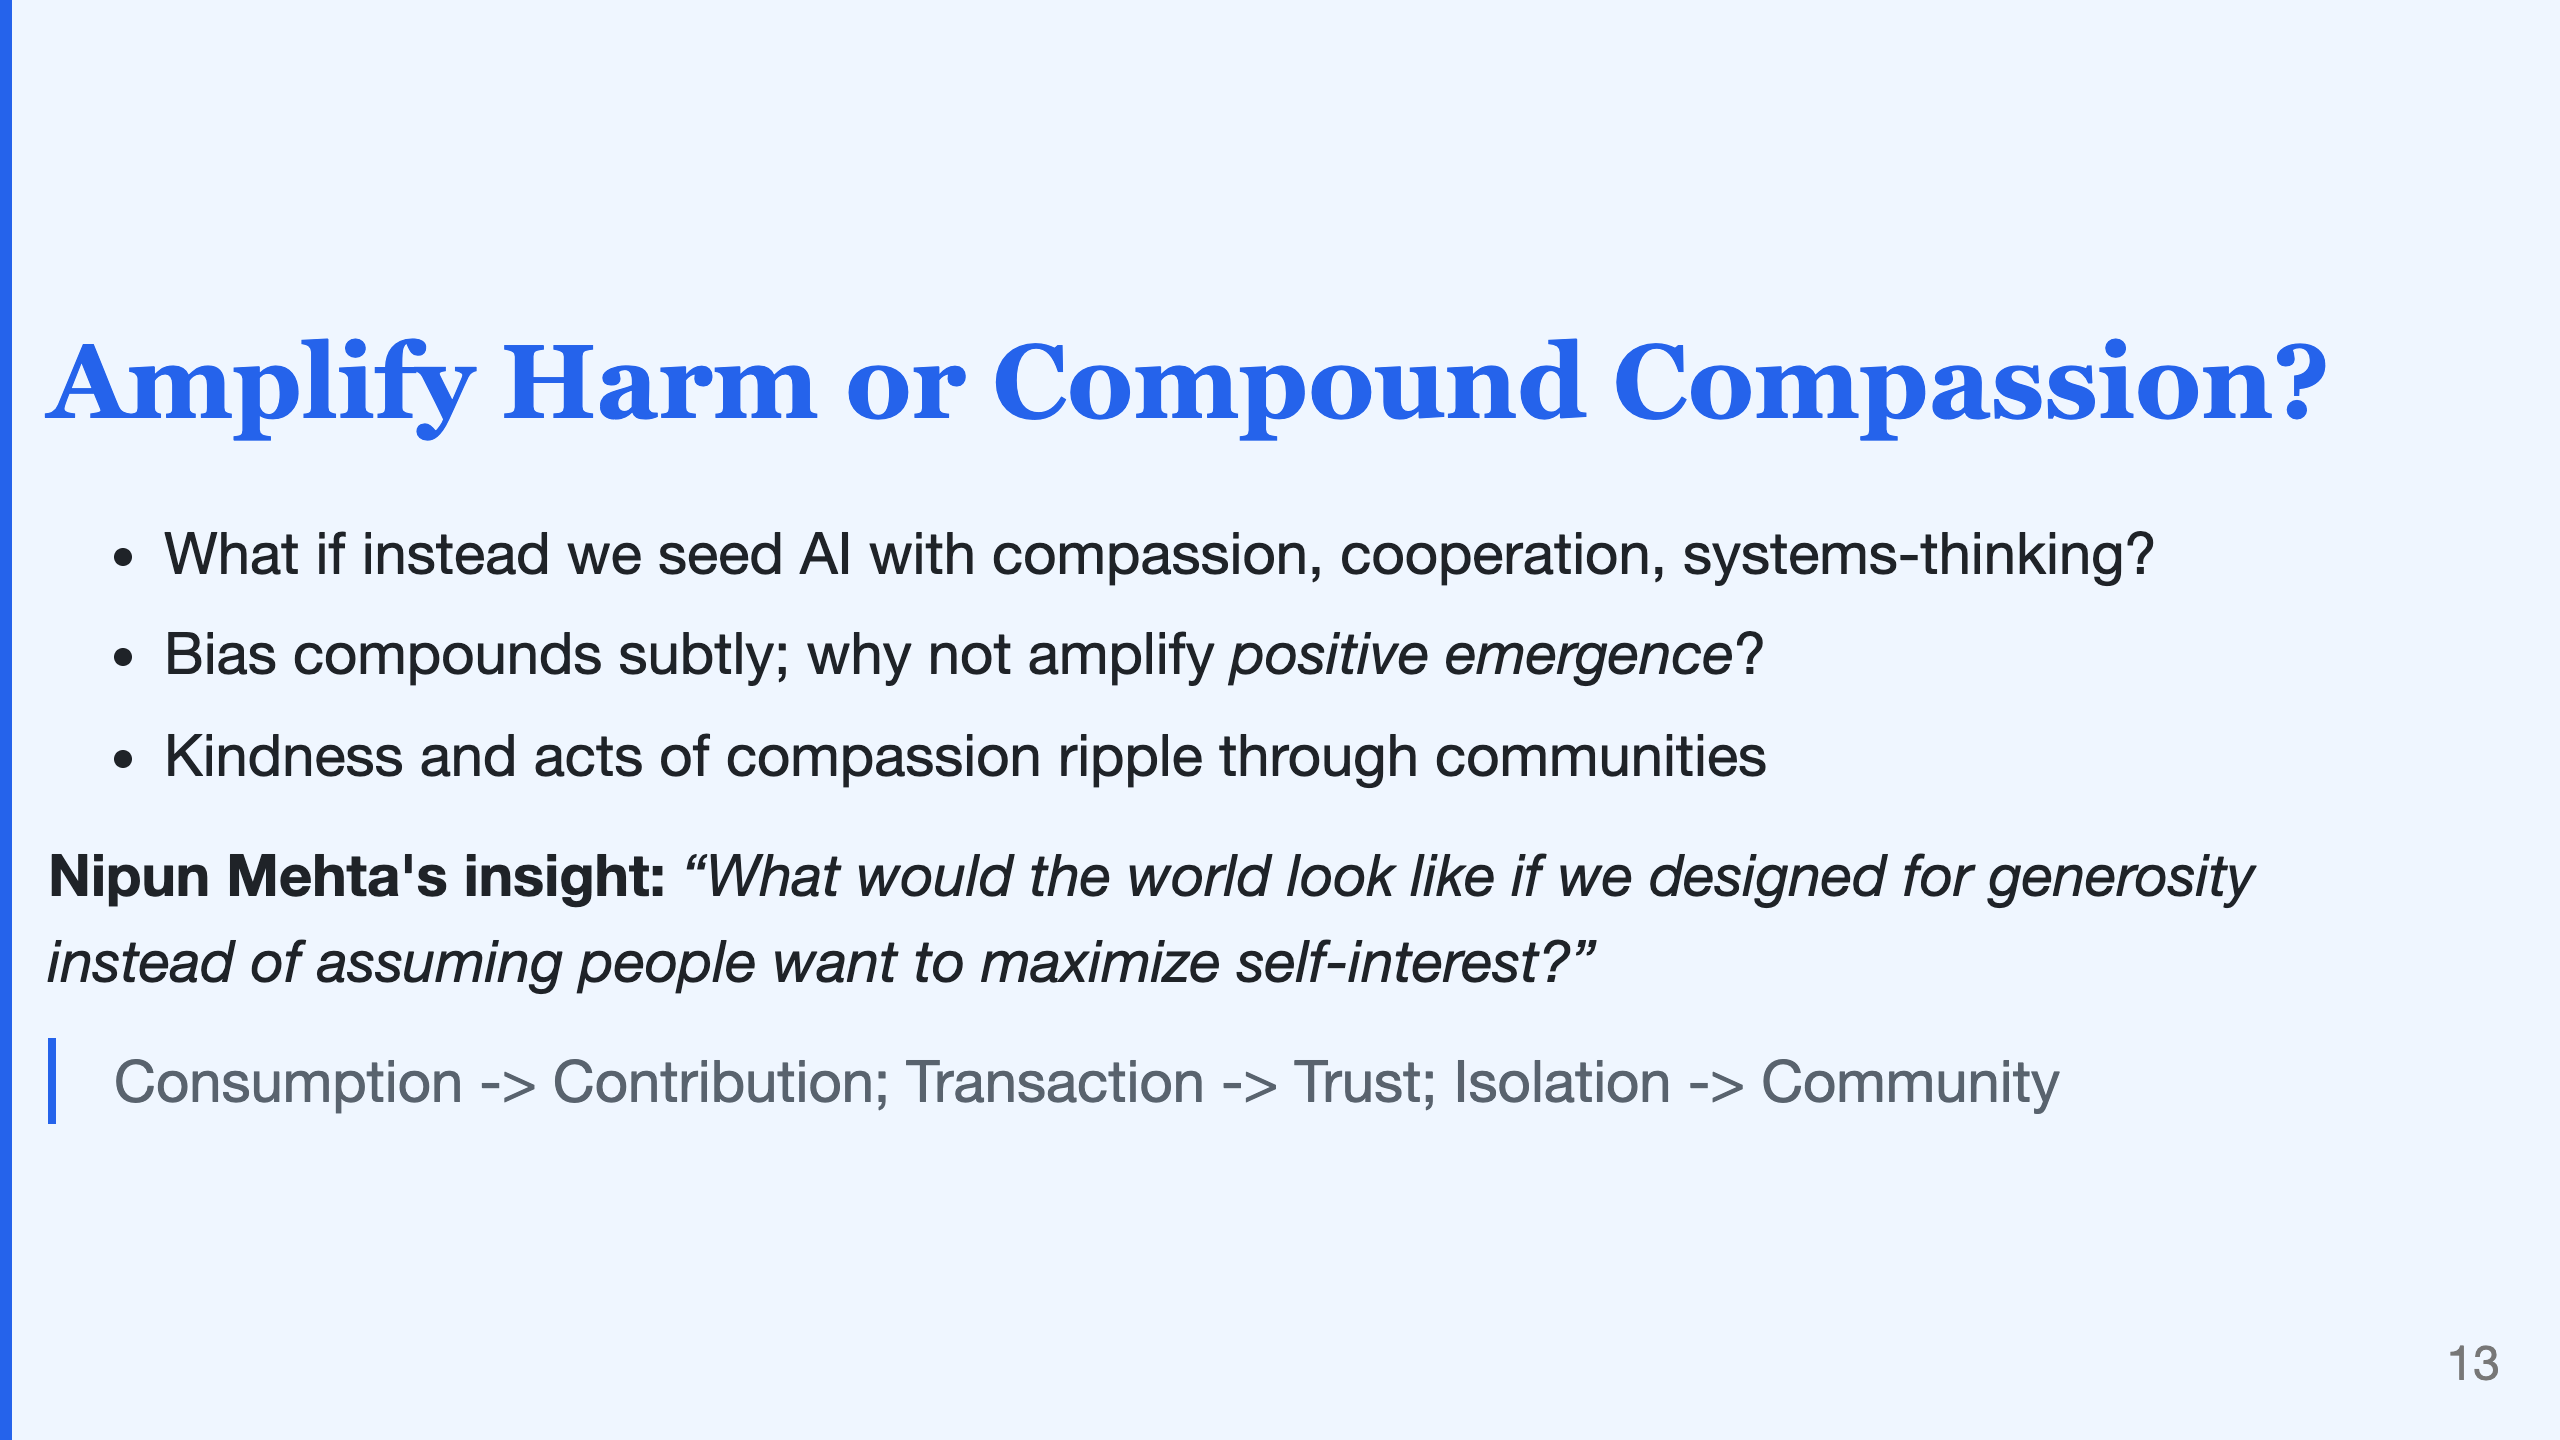 Amplify Harm or Compound Compassion?
• What if instead we seed AI with compassion, cooperation, systems-thinking?
• Bias compounds subtly; why not amplify positive emergence?
• Kindness and acts of compassion ripple through communities
Nipun Mehta's insight: “What would the world look like if we designed for generosity
instead of assuming people want to maximize self-interest?”
Consumption -> Contribution; Transaction -> Trust; Isolation -> Community
13